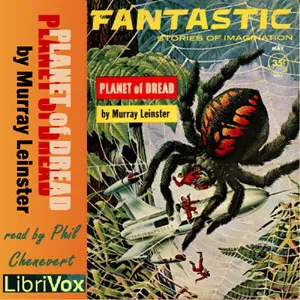 PLANET of DREAD
by Murray Leinster
read by Phil
Chenevert
LibriVox
FANTASTIC
STORIES OF IMAGINATION
MAY
35¢
PLANET of DREAD
by Murray Leinster